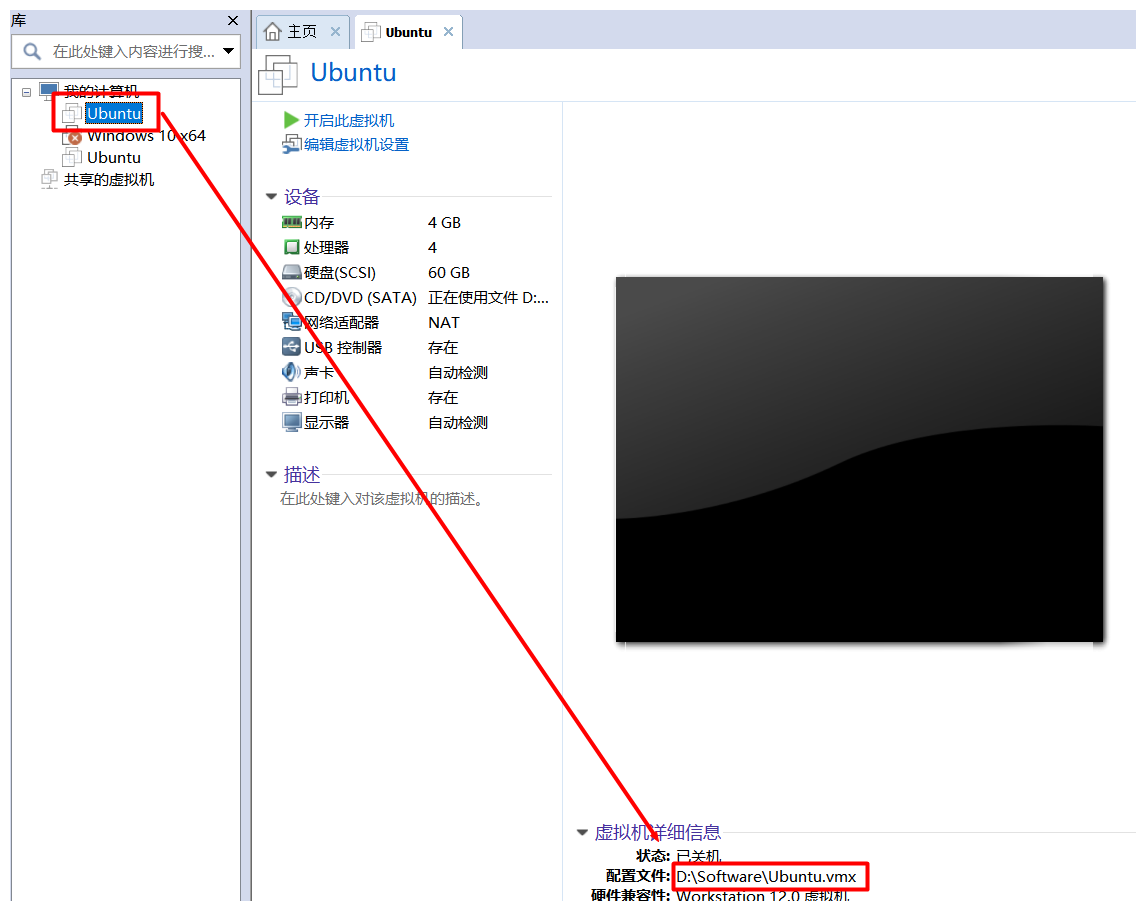 库
在此处键入内容进行搜...
我的计算机
Ubuntu
Windows 10 x64
Ubuntu
共享的虚拟机
主页
Ubuntu
Ubuntu
开启此虚拟机
编辑虚拟机设置
设备
内存 4 GB
处理器 4
硬盘(SCSI) 60 GB
CD/DVD (SATA) 正在使用文件 D:...
网络适配器 NAT
USB 控制器 存在
声卡 自动检测
打印机 存在
显示器 自动检测
描述
在此处键入对该虚拟机的描述。
虚拟机详细信息
状态: 已关机
配置文件: D:\Software\Ubuntu.vmx
硬件兼容性: Workstation 12.0 虚拟机